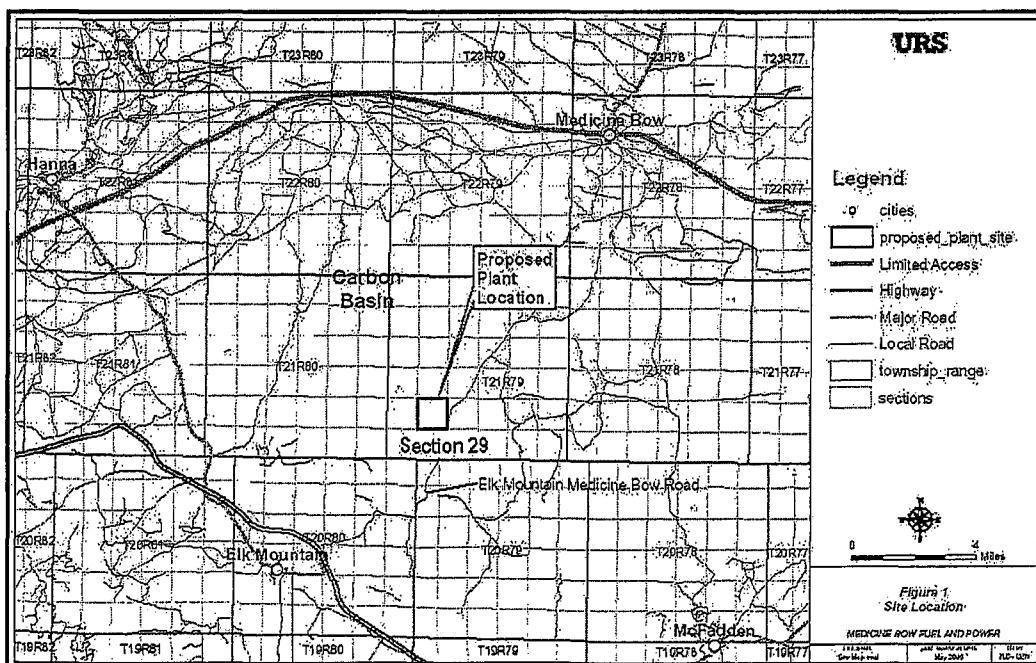 T23R82
T23R81
T23R80
T23R79
T23R78
T23R77
URS
Medicine Bow
Hanna
T22R80
T22R79
T22R78
T22R77
Legend
cities
proposed_plant_site
Limited Access
Highway
Major Road
Local Road
township_range
sections
Proposed
Plant
Location
Carbon
Basin
T21R82
T21R81
T21R80
T21R79
T21R78
T21R77
Section 29
Elk Mountain Medicine Bow Road
T20R82
T20R81
T20R80
T20R79
T20R78
T20R77
Elk Mountain
0
4
Miles
Figure 1
Site Location
McFadden
MEDICINE BOW FUEL AND POWER
T19R82
T19R81
T19R80
T19R79
T19R78
T19R77